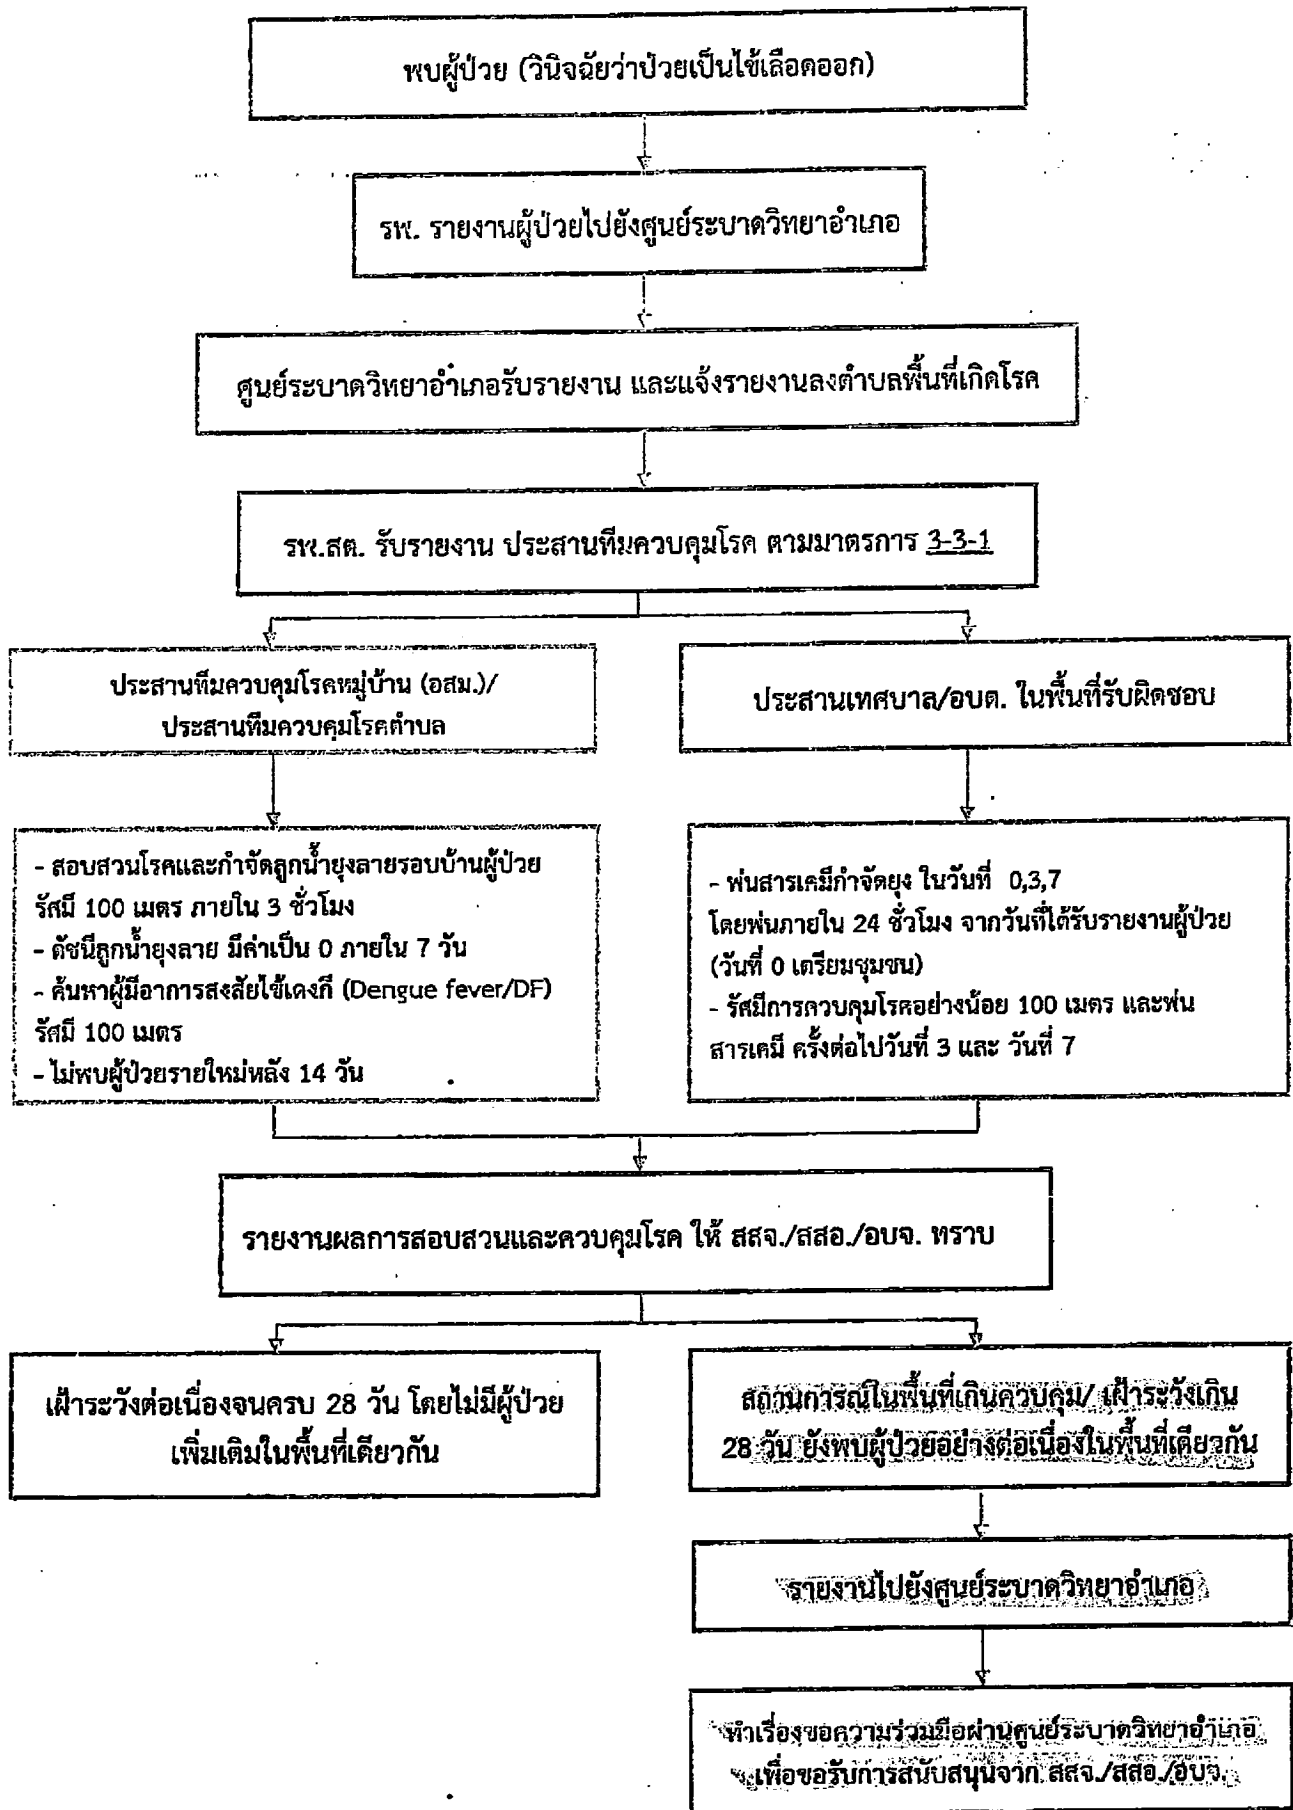 พบผู้ป่วย (วินิจฉัยว่าป่วยเป็นไข้เลือดออก)
รพ. รายงานผู้ป่วยไปยังศูนย์ระบาดวิทยาอำเภอ
ศูนย์ระบาดวิทยาอำเภอรับรายงาน และแจ้งรายงานลงตำบลพื้นที่เกิดโรค
รพ.สต. รับรายงาน ประสานทีมควบคุมโรค ตามมาตรการ 3-3-1
ประสานทีมควบคุมโรคหมู่บ้าน (อสม.)/
ประสานทีมควบคุมโรคตำบล
ประสานเทศบาล/อบต. ในพื้นที่รับผิดชอบ
- สอบสวนโรคและกำจัดลูกน้ำยุงลายรอบบ้านผู้ป่วย
รัศมี 100 เมตร ภายใน 3 ชั่วโมง
- ดัชนีลูกน้ำยุงลาย มีค่าเป็น 0 ภายใน 7 วัน
- ค้นหาผู้มีอาการสงสัยไข้เดงกี (Dengue fever/DF)
รัศมี 100 เมตร
- ไม่พบผู้ป่วยรายใหม่หลัง 14 วัน
- พ่นสารเคมีกำจัดยุง ในวันที่ 0,3,7
โดยพ่นภายใน 24 ชั่วโมง จากวันที่ได้รับรายงานผู้ป่วย
(วันที่ 0 เตรียมชุมชน)
- รัศมีการควบคุมโรคอย่างน้อย 100 เมตร และพ่น
สารเคมี ครั้งต่อไปวันที่ 3 และ วันที่ 7
รายงานผลการสอบสวนและควบคุมโรค ให้ สสจ./สสอ./อบจ. ทราบ
เฝ้าระวังต่อเนื่องจนครบ 28 วัน โดยไม่มีผู้ป่วย
เพิ่มเติมในพื้นที่เดียวกัน
สถานการณ์ในพื้นที่เกินควบคุม/ เฝ้าระวังเกิน
28 วัน ยังพบผู้ป่วยอย่างต่อเนื่องในพื้นที่เดียวกัน
รายงานไปยังศูนย์ระบาดวิทยาอำเภอ
ทำเรื่องขอความร่วมมือผ่านศูนย์ระบาดวิทยาอำเภอ
เพื่อขอรับการสนับสนุนจาก สสจ./สสอ./อบจ.